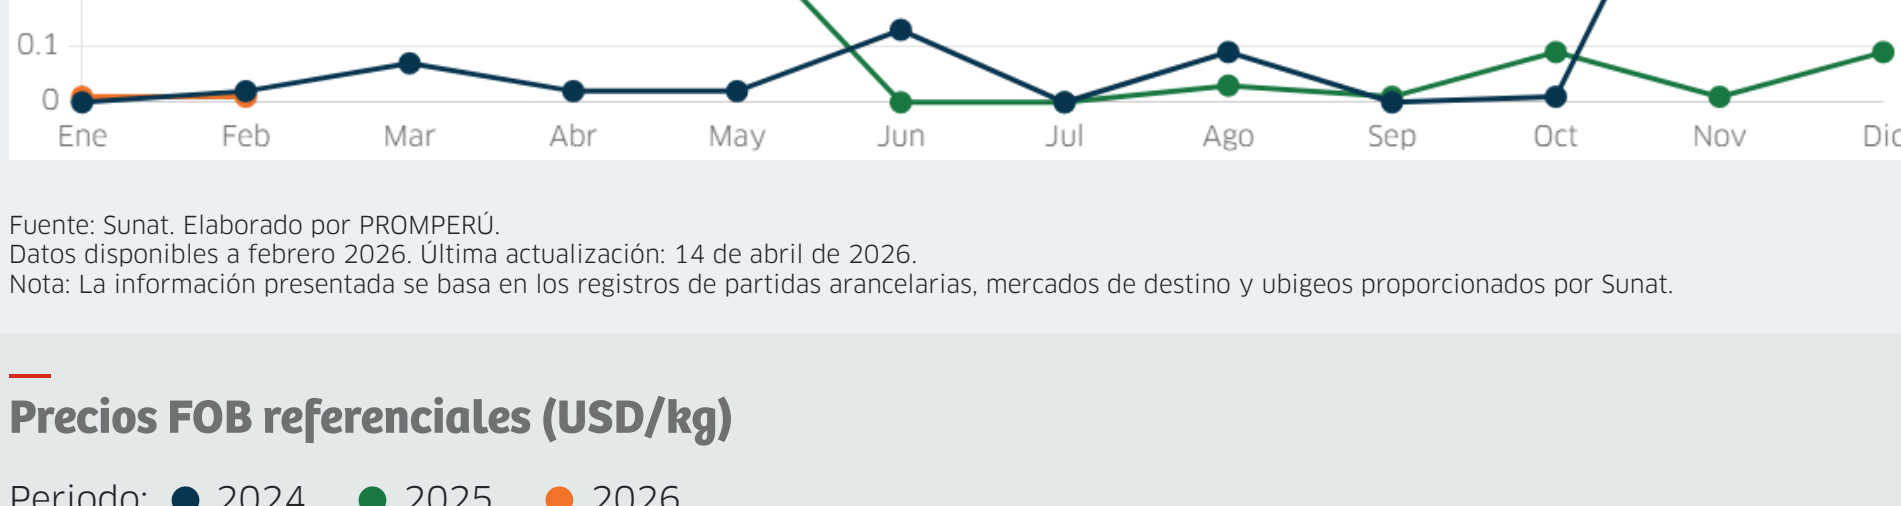 0.1
0
Ene Feb Mar Abr May Jun Jul Ago Sep Oct Nov Dic
Fuente: Sunat. Elaborado por PROMPERÚ.
Datos disponibles a febrero 2026. Última actualización: 14 de abril de 2026.
Nota: La información presentada se basa en los registros de partidas arancelarias, mercados de destino y ubigeos proporcionados por Sunat.
Precios FOB referenciales (USD/kg)
Periodo: 2024 2025 2026